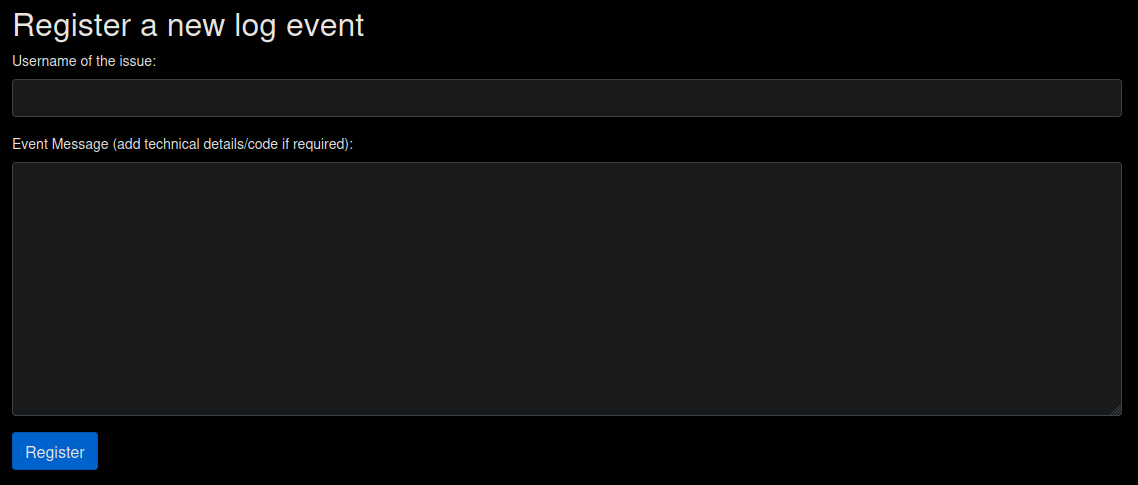 Register a new log event
Username of the issue:
Event Message (add technical details/code if required):
Register